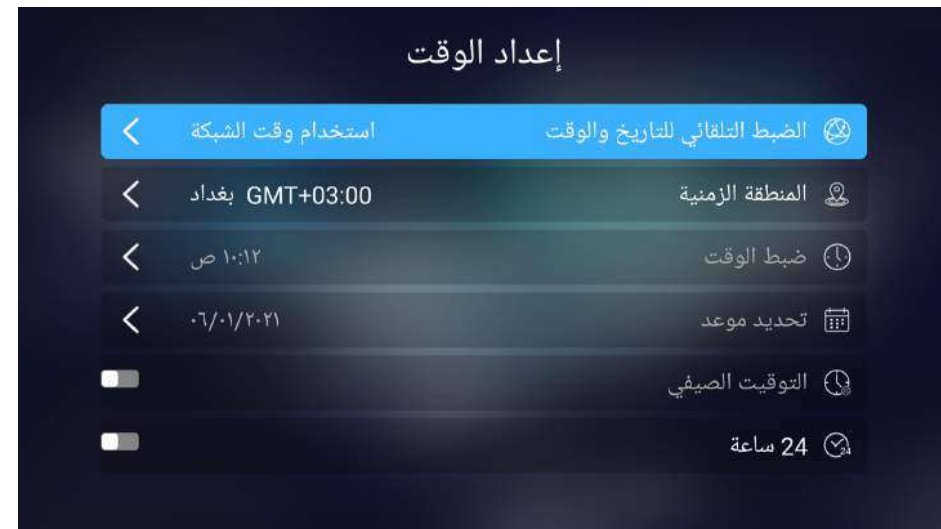 إعداد الوقت
الضبط التلقائي للتاريخ والوقت استخدام وقت الشبكة
المنطقة الزمنية GMT+03:00 بغداد
ضبط الوقت ١٠:١٢ ص
تحديد موعد ٠٦/٠١/٢٠٢١
التوقيت الصيفي
24 ساعة